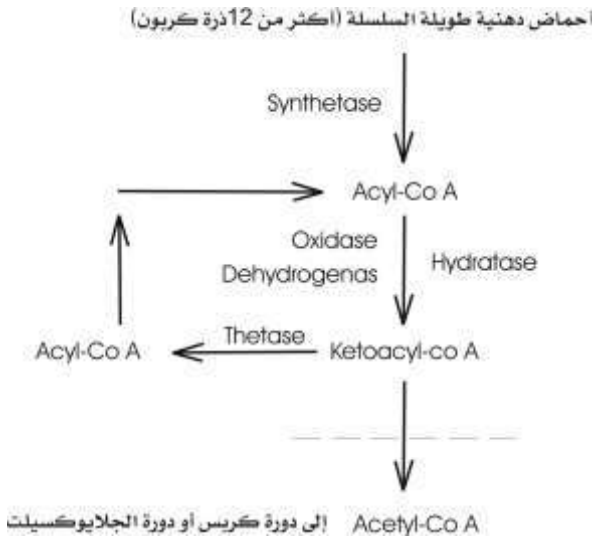 احماض دهنية طويلة السلسلة (اكثر من 12ذرة كربون)
Synthetase
Acyl-Co A
Oxidase
Dehydrogenas
Hydratase
Acyl-Co A
Thetase
Ketoacyl-co A
إلى دورة كربس أو دورة الجلايوكسيلت
Acetyl-Co A